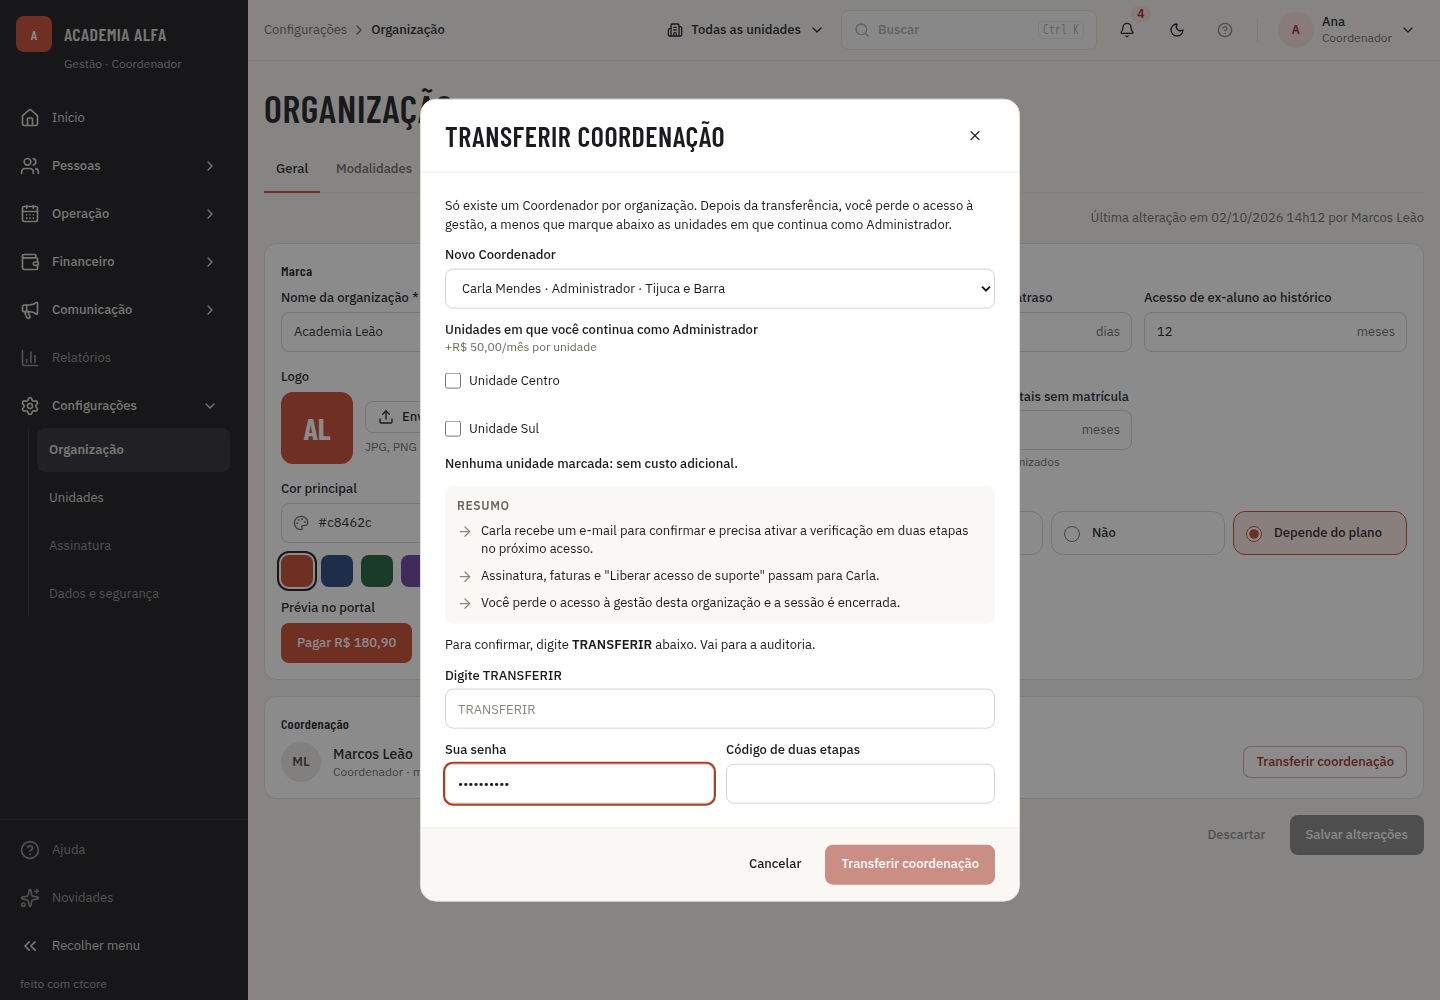 A
ACADEMIA ALFA
Gestão · Coordenador
Início
Pessoas
Operação
Financeiro
Comunicação
Relatórios
Configurações
Organização
Unidades
Assinatura
Dados e segurança
Ajuda
Novidades
Recolher menu
feito com ctcore
Configurações
Organização
Todas as unidades
Buscar
Ctrl K
4
A
Ana
Coordenador
Geral
Modalidades
Última alteração em 02/10/2026 14h12 por Marcos Leão
Marca
Nome da organização *
Academia Leão
Logo
AL
JPG, PNG
Cor principal
#c8462c
Prévia no portal
Pagar R$ 180,90
dias
Acesso de ex-aluno ao histórico
12
meses
sem matrícula
meses
Não
Depende do plano
Coordenação
ML
Marcos Leão
Coordenador ·
Transferir coordenação
Descartar
Salvar alterações
TRANSFERIR COORDENAÇÃO
Só existe um Coordenador por organização. Depois da transferência, você perde o acesso à
gestão, a menos que marque abaixo as unidades em que continua como Administrador.
Novo Coordenador
Carla Mendes · Administrador · Tijuca e Barra
Unidades em que você continua como Administrador
+R$ 50,00/mês por unidade
Unidade Centro
Unidade Sul
Nenhuma unidade marcada: sem custo adicional.
RESUMO
Carla recebe um e-mail para confirmar e precisa ativar a verificação em duas etapas
no próximo acesso.
Assinatura, faturas e "Liberar acesso de suporte" passam para Carla.
Você perde o acesso à gestão desta organização e a sessão é encerrada.
Para confirmar, digite TRANSFERIR abaixo. Vai para a auditoria.
Digite TRANSFERIR
TRANSFERIR
Sua senha
••••••••••
Código de duas etapas
Cancelar
Transferir coordenação